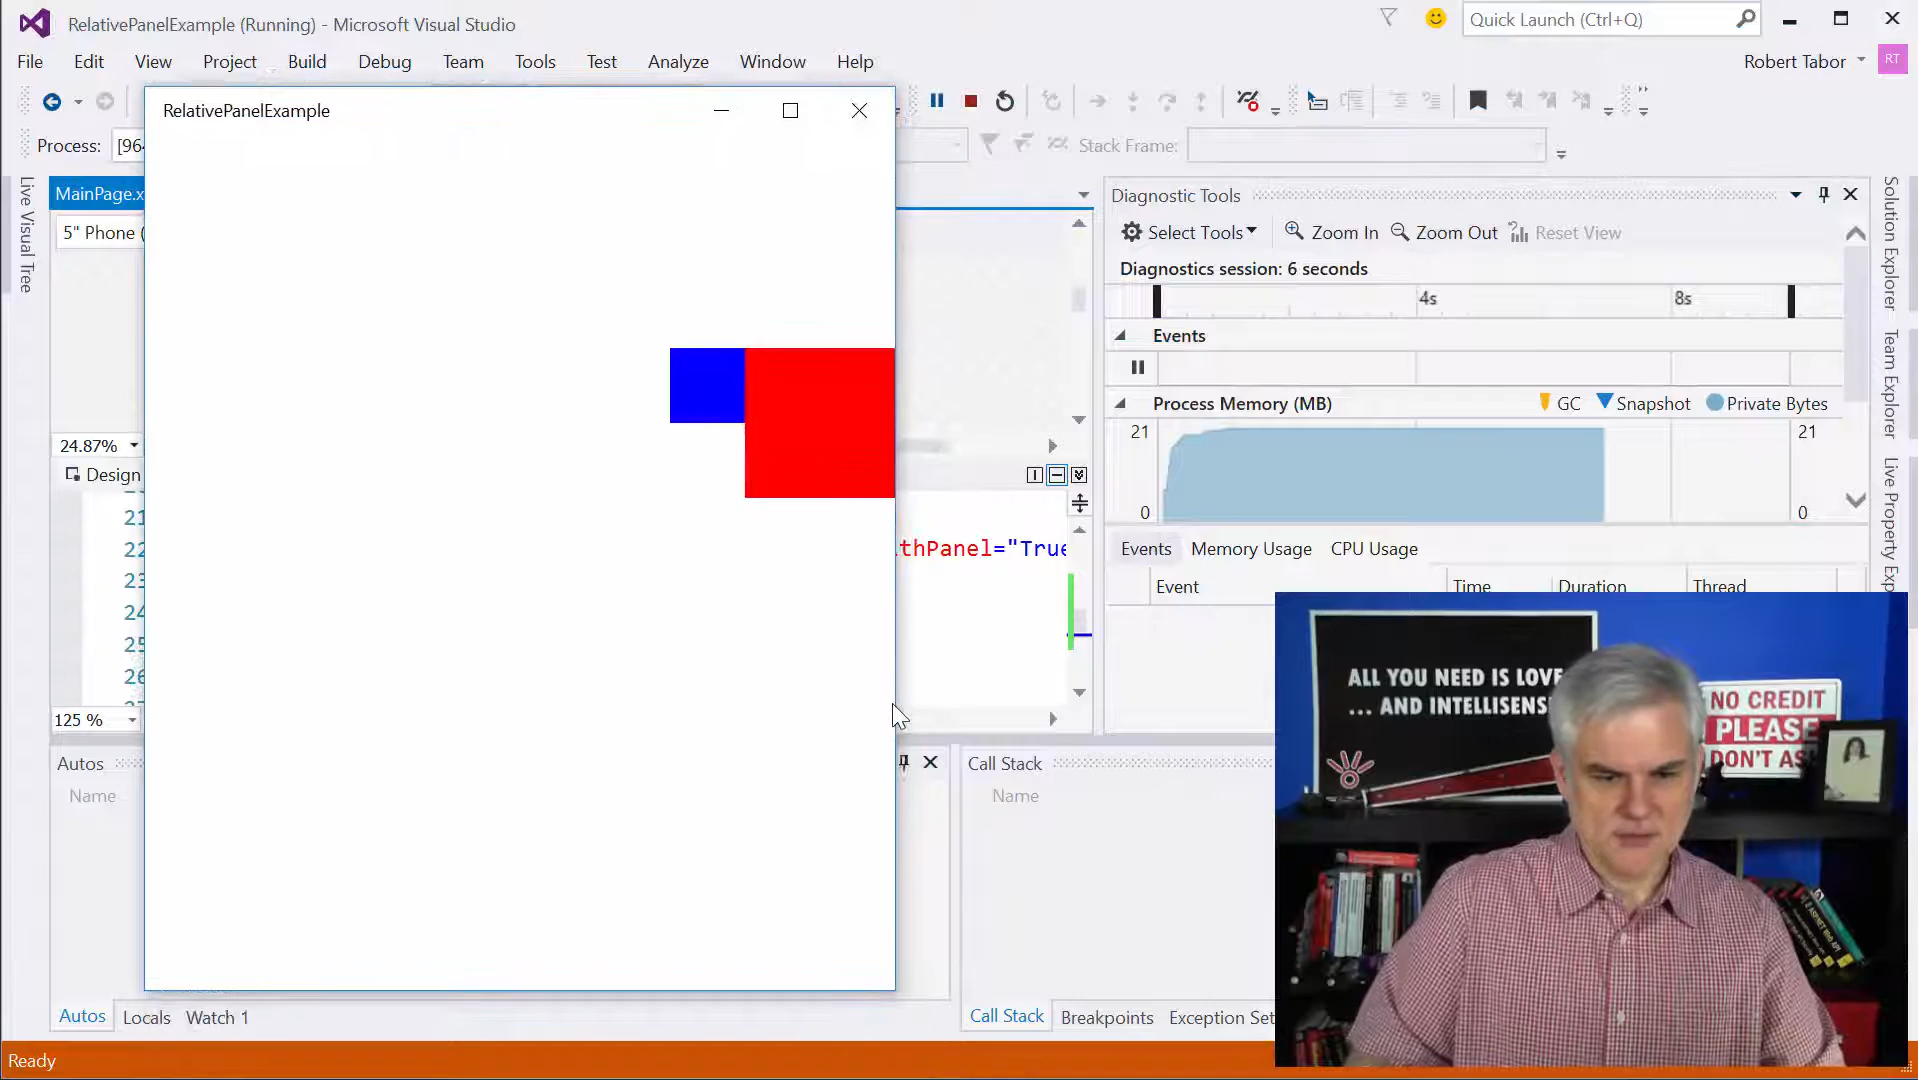 RelativePanelExample (Running) - Microsoft Visual Studio
Quick Launch (Ctrl+Q)
File Edit View Project Build Debug Team Tools Test Analyze Window Help
Robert Tabor RT
RelativePanelExample
Process: [964
Stack Frame:
Live Visual Tree
MainPage.x
5" Phone (
Diagnostic Tools
Select Tools Zoom In Zoom Out Reset View
Diagnostics session: 6 seconds
4s 8s
Events
Process Memory (MB) GC Snapshot Private Bytes
21 21
0 0
Events Memory Usage CPU Usage
Event Time Duration Thread
Solution Explorer
Team Explorer
Live Property Exp
24.87%
Design
21
22 ithPanel="True
23
24
25
26
125 %
Autos
Name
Call Stack
Name
Autos Locals Watch 1
Call Stack Breakpoints Exception Set
Ready
ALL YOU NEED IS LOVE
... AND INTELLISENS
NO CREDIT
PLEASE
DON'T AS